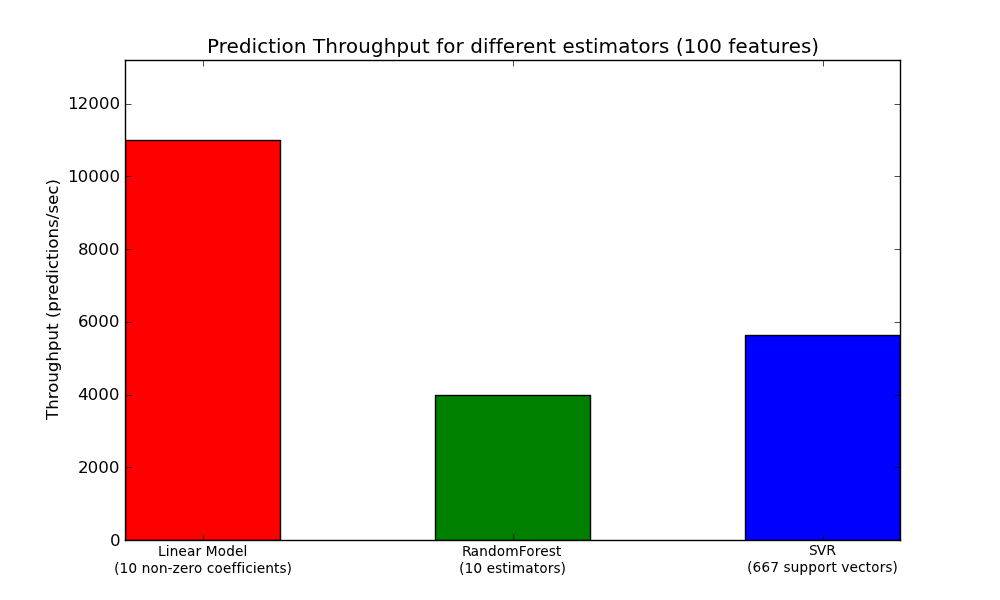 Prediction Throughput for different estimators (100 features)
Throughput (predictions/sec)
12000
10000
8000
6000
4000
2000
0
Linear Model
(10 non-zero coefficients)
RandomForest
(10 estimators)
SVR
(667 support vectors)